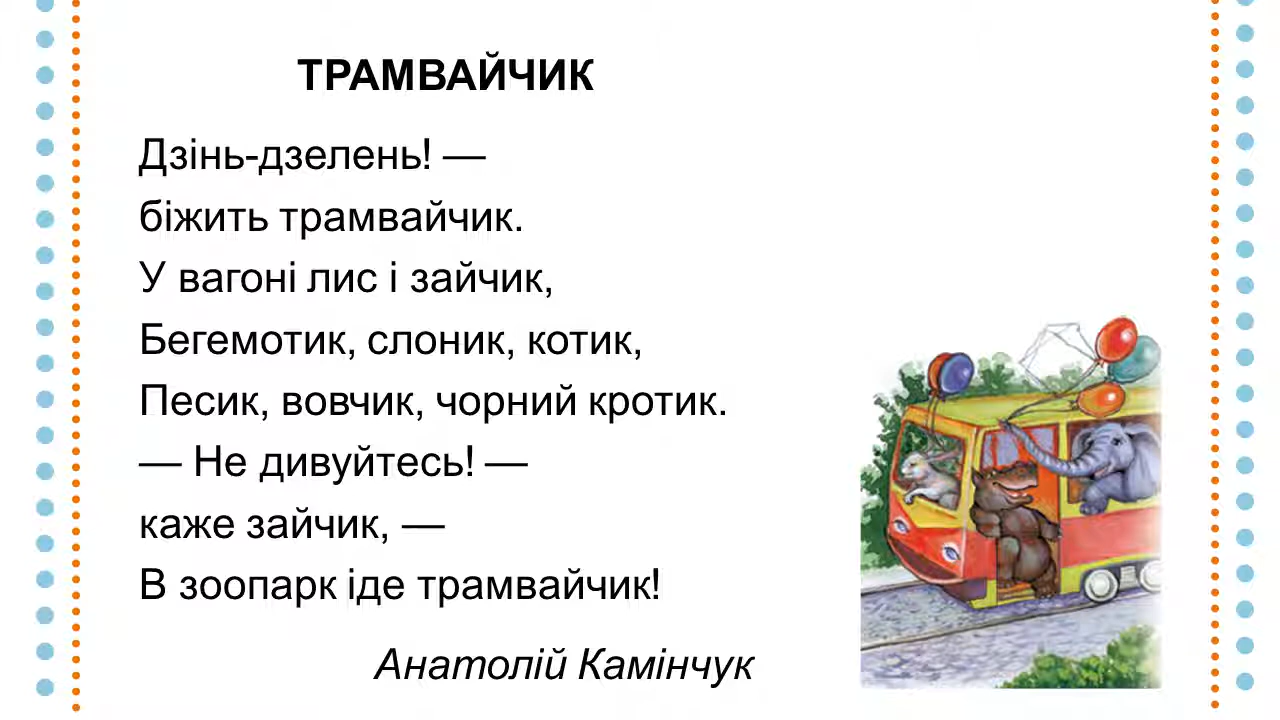 ТРАМВАЙЧИК
Дзінь-дзелень! —
біжить трамвайчик.
У вагоні лис і зайчик,
Бегемотик, слоник, котик,
Песик, вовчик, чорний кротик.
— Не дивуйтесь! —
каже зайчик, —
В зоопарк іде трамвайчик!
Анатолій Камінчук